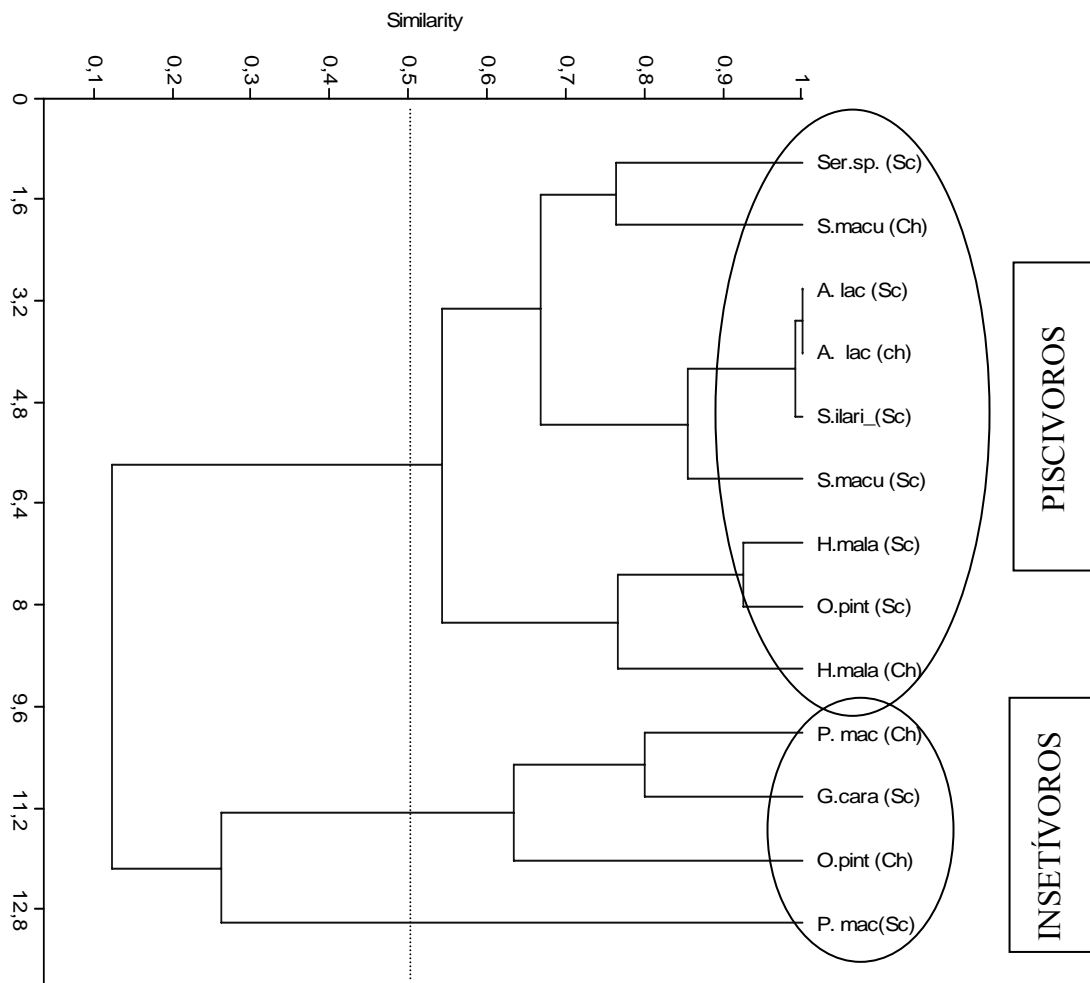 Similarity
0,1 0,2 0,3 0,4 0,5 0,6 0,7 0,8 0,9 1
0
1,6
3,2
4,8
6,4
8
9,6
11,2
12,8
Ser.sp. (Sc)
S.macu (Ch)
A. lac (Sc)
A. lac (ch)
S.ilari_(Sc)
S.macu (Sc)
H.mala (Sc)
O.pint (Sc)
H.mala (Ch)
P. mac (Ch)
G.cara (Sc)
O.pint (Ch)
P. mac(Sc)
PISCIVOROS
INSETÍVOROS